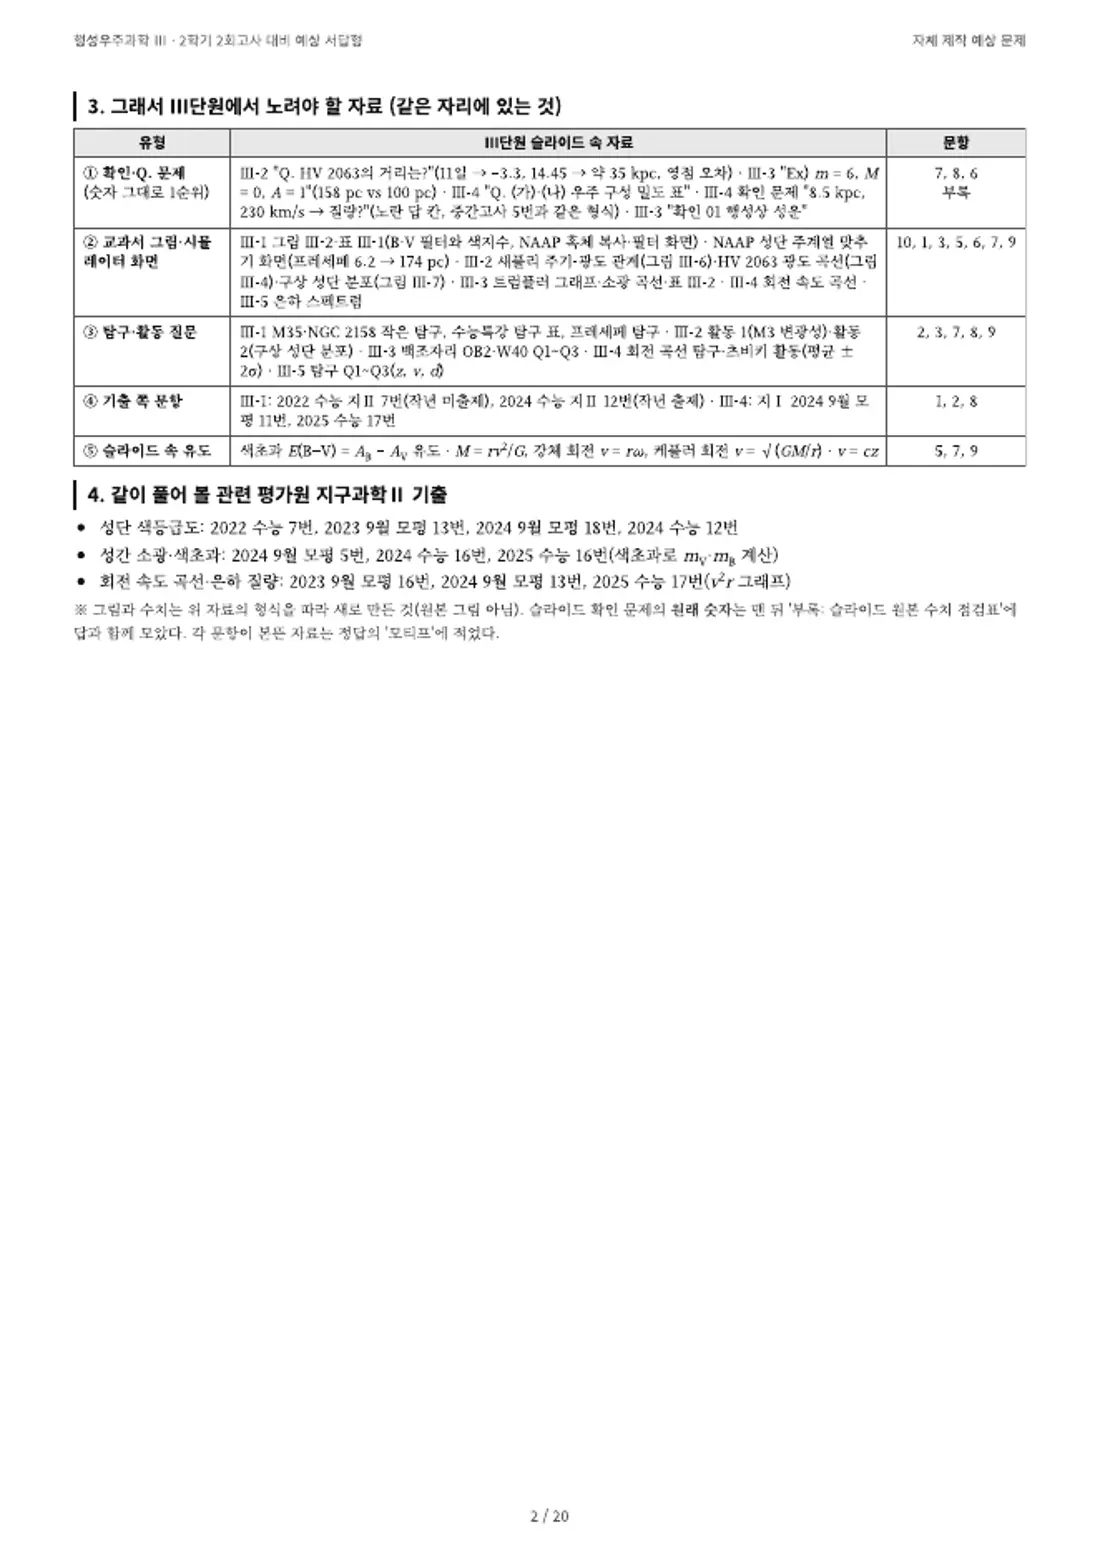 행성우주과학 III · 2학기 2회고사 대비 예상 서답형
자체 제작 예상 문제
3. 그래서 III단원에서 노려야 할 자료 (같은 자리에 있는 것)
유형
III단원 슬라이드 속 자료
문항
① 확인·Q. 문제
(숫자 그대로 1순위)
III-2 "Q. HV 2063의 거리는?"(11일 → −3.3, 14.45 → 약 35 kpc, 영점 오차) · III-3 "Ex) m = 6, M
= 0, A = 1"(158 pc vs 100 pc) · III-4 "Q. (가)·(나) 우주 구성 밀도 표" · III-4 확인 문제 "8.5 kpc,
230 km/s → 질량?"(노란 답 칸, 중간고사 5번과 같은 형식) · III-3 "확인 01 행성상 성운"
7, 8, 6
부록
② 교과서 그림·시뮬
레이터 화면
III-1 그림 III-2·표 III-1(B·V 필터와 색지수, NAAP 흑체 복사·필터 화면) · NAAP 성단 주계열 맞추
기 화면(프레세페 6.2 → 174 pc) · III-2 새플리 주기-광도 관계(그림 III-6)·HV 2063 광도 곡선(그림
III-4)·구상 성단 분포(그림 III-7) · III-3 트럼플러 그래프·소광 곡선·표 III-2 · III-4 회전 속도 곡선 ·
III-5 은하 스펙트럼
10, 1, 3, 5, 6, 7, 9
③ 탐구·활동 질문
III-1 M35·NGC 2158 작은 탐구, 수능특강 탐구 표, 프레세페 탐구 · III-2 활동 1(M3 변광성)·활동
2(구상 성단 분포) · III-3 백조자리 OB2·W40 Q1~Q3 · III-4 회전 곡선 탐구·츠비키 활동(평균 ±
2σ) · III-5 탐구 Q1~Q3(z, v, d)
2, 3, 7, 8, 9
④ 기출 쪽 문항
III-1: 2022 수능 지Ⅱ 7번(작년 미출제), 2024 수능 지Ⅱ 12번(작년 출제) · III-4: 지Ⅰ 2024 9월 모
평 11번, 2025 수능 17번
1, 2, 8
⑤ 슬라이드 속 유도
색초과 E(B−V) = A_B − A_V 유도 · M = rv²/G, 강체 회전 v = rω, 케플러 회전 v = √(GM/r) · v = cz
5, 7, 9
4. 같이 풀어 볼 관련 평가원 지구과학Ⅱ 기출
• 성단 색등급도: 2022 수능 7번, 2023 9월 모평 13번, 2024 9월 모평 18번, 2024 수능 12번
• 성간 소광·색초과: 2024 9월 모평 5번, 2024 수능 16번, 2025 수능 16번(색초과로 m_V·m_B 계산)
• 회전 속도 곡선·은하 질량: 2023 9월 모평 16번, 2024 9월 모평 13번, 2025 수능 17번(v²r 그래프)
※ 그림과 수치는 위 자료의 형식을 따라 새로 만든 것(원본 그림 아님). 슬라이드 확인 문제의 원래 숫자는 맨 뒤 '부록: 슬라이드 원본 수치 점검표'에
답과 함께 모았다. 각 문항이 본뜬 자료는 정답의 '모티프'에 적었다.
2 / 20